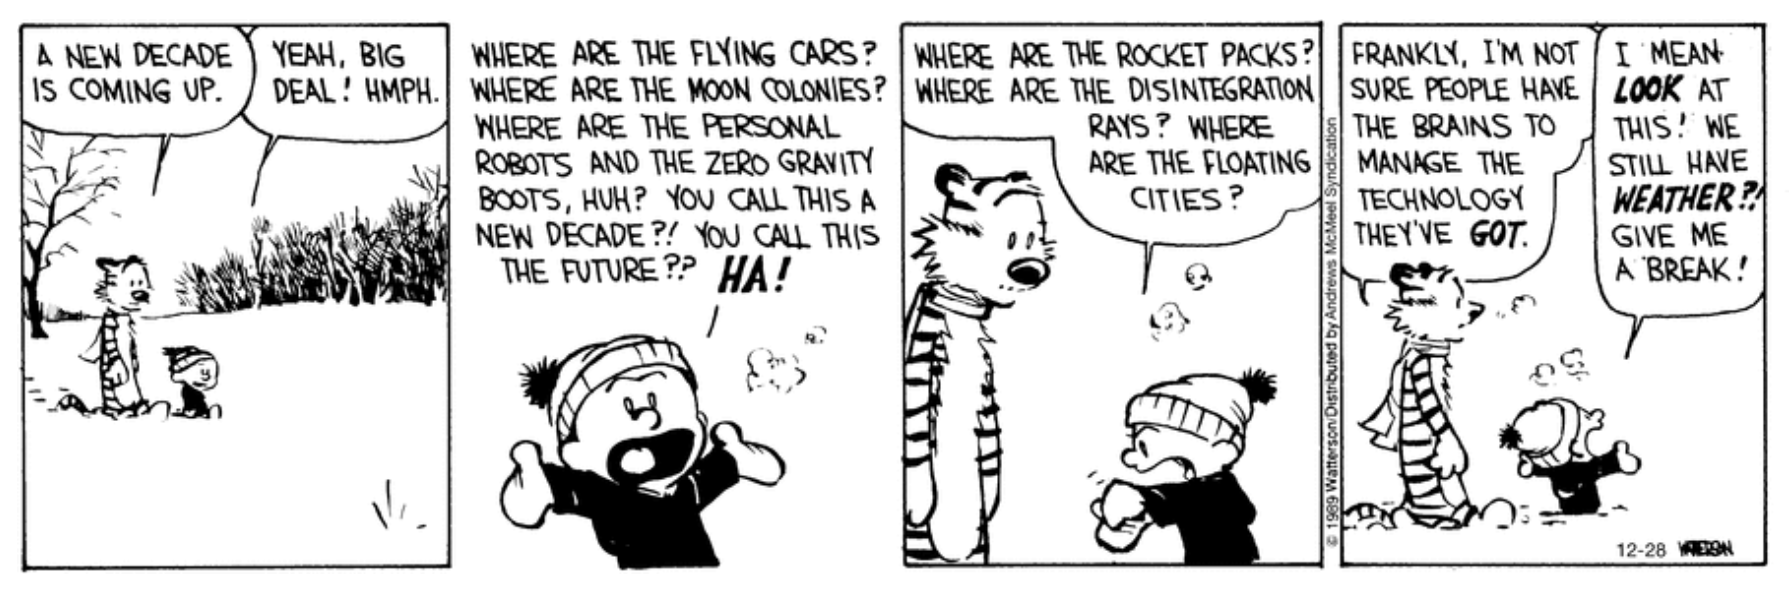 A NEW DECADE
IS COMING UP.
YEAH, BIG
DEAL! HMPH.
WHERE ARE THE FLYING CARS?
WHERE ARE THE MOON COLONIES?
WHERE ARE THE PERSONAL
ROBOTS AND THE ZERO GRAVITY
BOOTS, HUH? YOU CALL THIS A
NEW DECADE?! YOU CALL THIS
THE FUTURE?? HA!
WHERE ARE THE ROCKET PACKS?
WHERE ARE THE DISINTEGRATION
RAYS? WHERE
ARE THE FLOATING
CITIES?
© 1989 Watterson/Distributed by Andrews McMeel Syndication
FRANKLY, I'M NOT
SURE PEOPLE HAVE
THE BRAINS TO
MANAGE THE
TECHNOLOGY
THEY'VE GOT.
I MEAN
LOOK AT
THIS! WE
STILL HAVE
WEATHER?!
GIVE ME
A BREAK!
12-28 WATTERSON